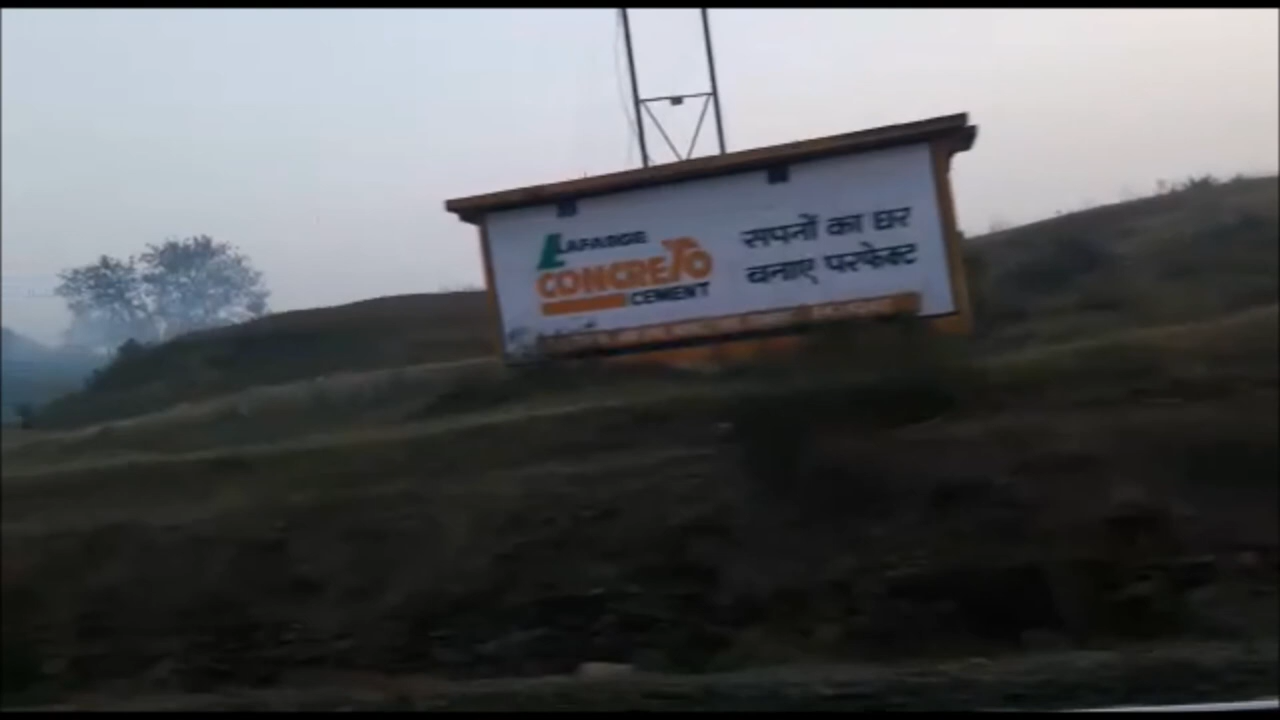 LAFARGE
CONCRETO
CEMENT
सपनों का घर
बनाए परफेक्ट